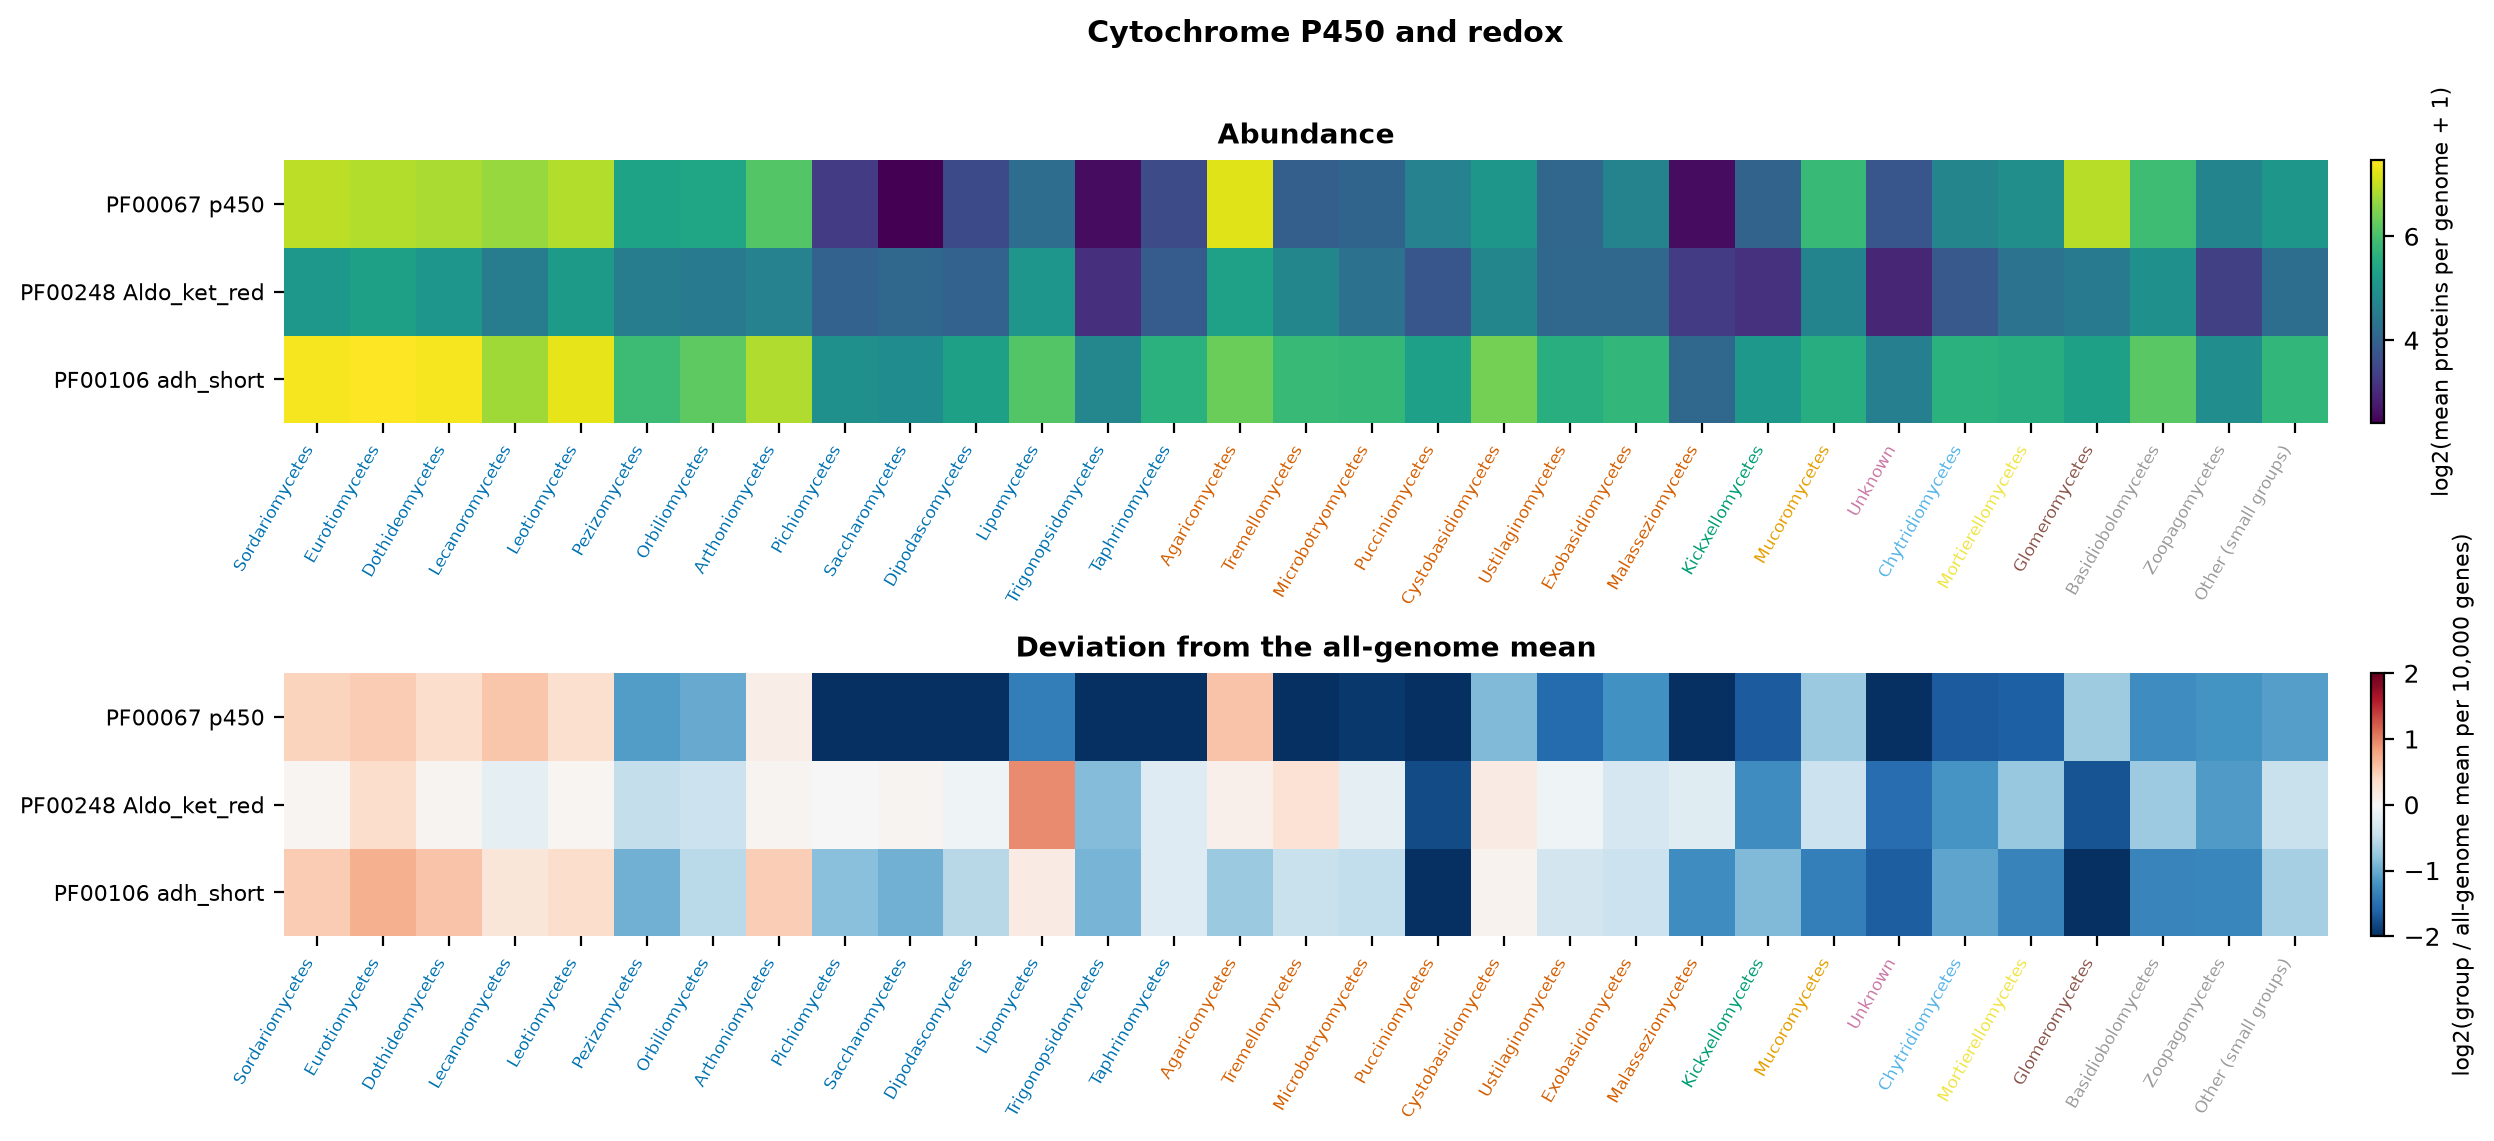 Cytochrome P450 and redox
Abundance
PF00067 p450
PF00248 Aldo_ket_red
PF00106 adh_short
Sordariomycetes
Eurotiomycetes
Dothideomycetes
Lecanoromycetes
Leotiomycetes
Pezizomycetes
Orbiliomycetes
Arthoniomycetes
Pichiomycetes
Saccharomycetes
Dipodascomycetes
Lipomycetes
Trigonopsidomycetes
Taphrinomycetes
Agaricomycetes
Tremellomycetes
Microbotryomycetes
Pucciniomycetes
Cystobasidiomycetes
Ustilaginomycetes
Exobasidiomycetes
Malasseziomycetes
Kickxellomycetes
Mucoromycetes
Unknown
Chytridiomycetes
Mortierellomycetes
Glomeromycetes
Basidiobolomycetes
Zoopagomycetes
Other (small groups)
6
4
log2(mean proteins per genome + 1)
Deviation from the all-genome mean
PF00067 p450
PF00248 Aldo_ket_red
PF00106 adh_short
Sordariomycetes
Eurotiomycetes
Dothideomycetes
Lecanoromycetes
Leotiomycetes
Pezizomycetes
Orbiliomycetes
Arthoniomycetes
Pichiomycetes
Saccharomycetes
Dipodascomycetes
Lipomycetes
Trigonopsidomycetes
Taphrinomycetes
Agaricomycetes
Tremellomycetes
Microbotryomycetes
Pucciniomycetes
Cystobasidiomycetes
Ustilaginomycetes
Exobasidiomycetes
Malasseziomycetes
Kickxellomycetes
Mucoromycetes
Unknown
Chytridiomycetes
Mortierellomycetes
Glomeromycetes
Basidiobolomycetes
Zoopagomycetes
Other (small groups)
2
1
0
−1
−2
log2(group / all-genome mean per 10,000 genes)